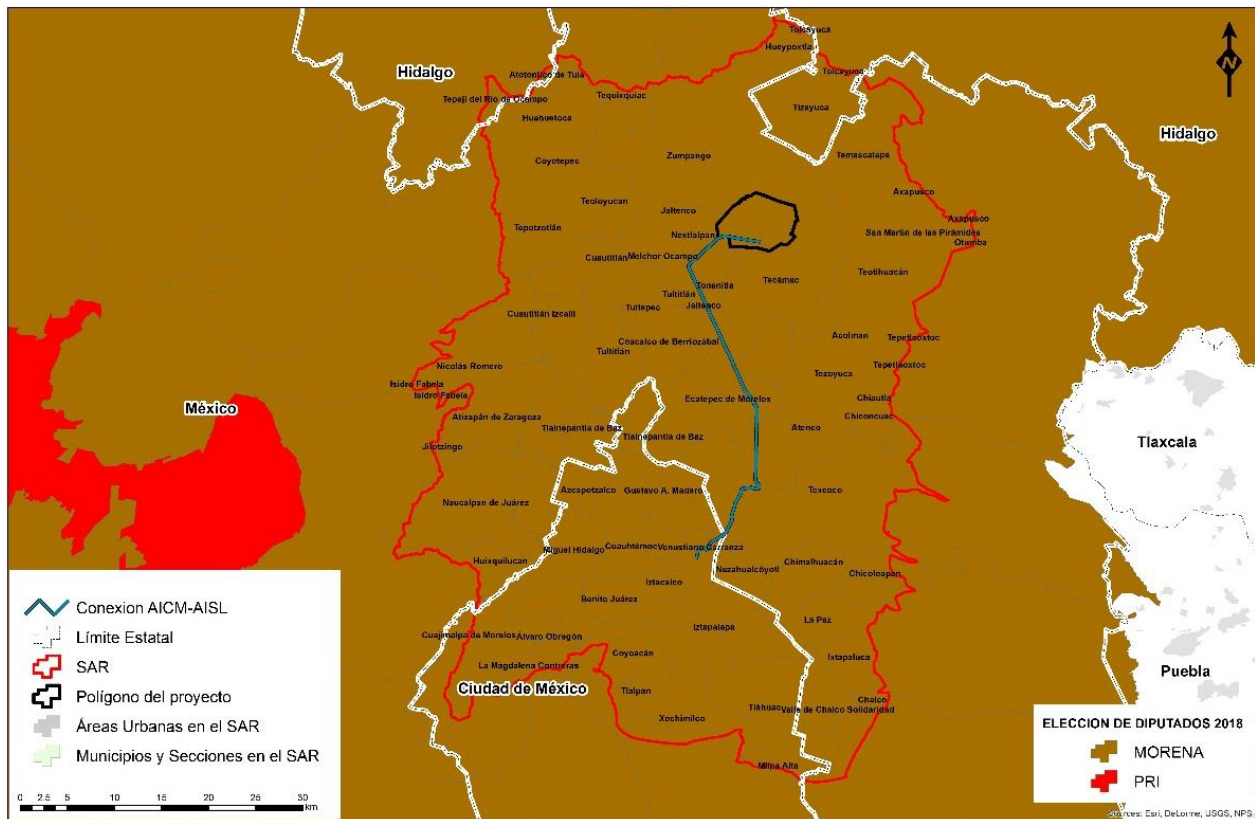 Tolcayuca
Hueypoxtla
Hidalgo
Atotonilco de Tula
Tolcayuca
N
Tepeji del Río de Ocampo
Tequixquiac
Huehuetoca
Tizayuca
Hidalgo
Coyotepec
Zumpango
Temascalapa
Axapusco
Teoloyucan
Jaltenco
Axapusco
Tepotzotlán
Nextlalpan
San Martín de las Pirámides
Otumba
Cuautitlán
Melchor Ocampo
Teotihuacán
Tonanitla
Tecámac
Tultitlán
Tultepec
Jaltenco
Cuautitlán Izcalli
Acolman
Tepetlaoxtoc
Coacalco de Berriozábal
Tultitlán
Nicolás Romero
Tepetlaoxtoc
Tezoyuca
Isidro Fabela
Isidro Fabela
México
Ecatepec de Morelos
Chiautla
Chiconcuac
Atizapán de Zaragoza
Tlalnepantla de Baz
Tlalnepantla de Baz
Atenco
Jilotzingo
Tlaxcala
Azcapotzalco
Gustavo A. Madero
Texcoco
Naucalpan de Juárez
Miguel Hidalgo
Cuauhtémoc
Venustiano Carranza
Huixquilucan
Nezahualcóyotl
Chimalhuacán
Chicoloapan
Iztacalco
Benito Juárez
Iztapalapa
La Paz
Cuajimalpa de Morelos
Álvaro Obregón
Coyoacán
Ixtapaluca
La Magdalena Contreras
Puebla
Ciudad de México
Tlalpan
Chalco
Tláhuac
Valle de Chalco Solidaridad
Xochimilco
Milpa Alta
Conexion AICM-AISL
Límite Estatal
SAR
Polígono del proyecto
Áreas Urbanas en el SAR
Municipios y Secciones en el SAR
0 2.5 5 10 15 20 25 30
km
ELECCION DE DIPUTADOS 2018
MORENA
PRI
Sources: Esri, DeLorme, USGS, NPS